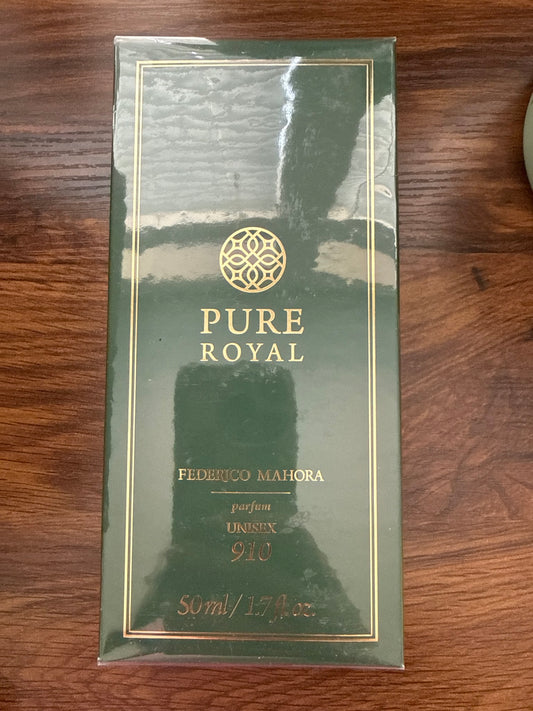 PURE
ROYAL
FEDERICO MAHORA
parfum
UNISEX
910
50 ml / 1.7 fl. oz.